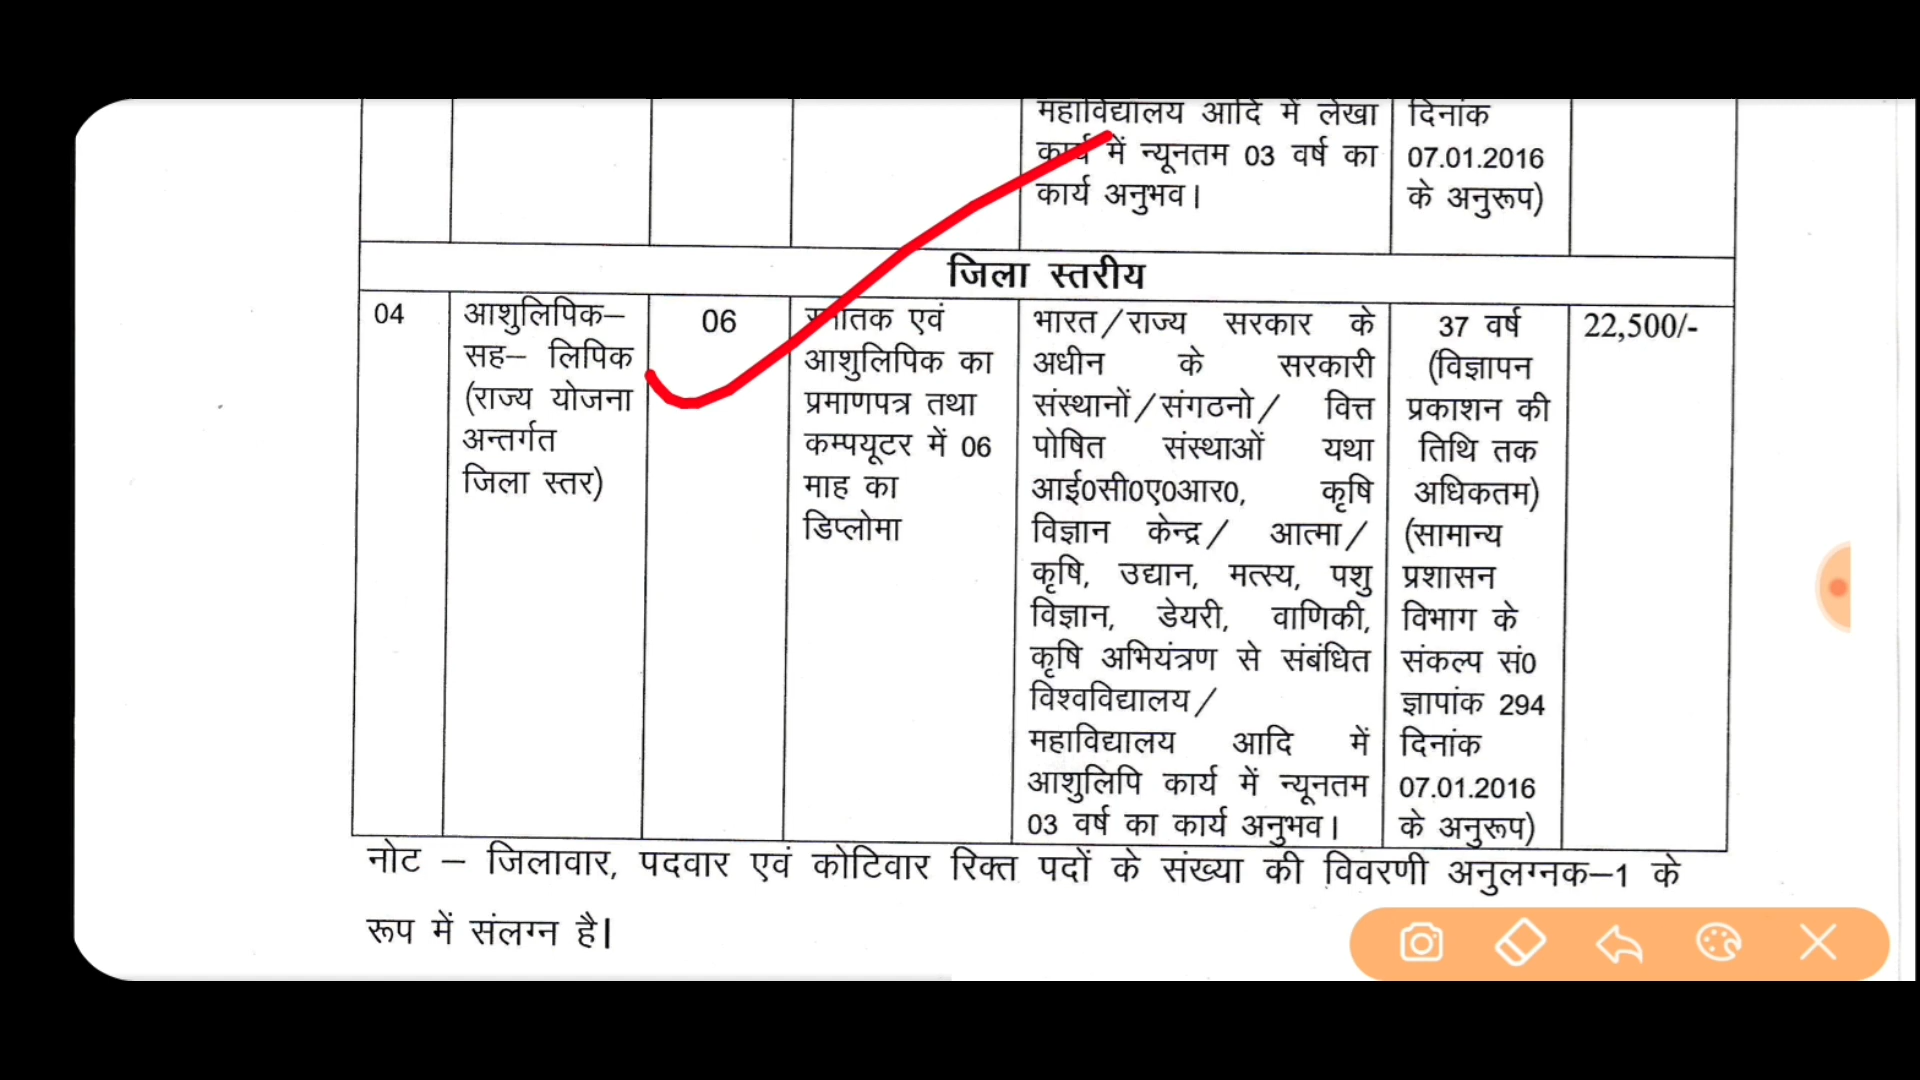 महाविद्यालय आदि में लेखा
कार्य में न्यूनतम 03 वर्ष का
कार्य अनुभव।
दिनांक
07.01.2016
के अनुरूप)
जिला स्तरीय
04
आशुलिपिक–
सह– लिपिक
(राज्य योजना
अन्तर्गत
जिला स्तर)
06
स्नातक एवं
आशुलिपिक का
प्रमाणपत्र तथा
कम्पयूटर में 06
माह का
डिप्लोमा
भारत/राज्य सरकार के
अधीन के सरकारी
संस्थानों/संगठनो/ वित्त
पोषित संस्थाओं यथा
आई0सी0ए0आर0, कृषि
विज्ञान केन्द्र/ आत्मा/
कृषि, उद्यान, मत्स्य, पशु
विज्ञान, डेयरी, वाणिकी,
कृषि अभियंत्रण से संबंधित
विश्वविद्यालय/
महाविद्यालय आदि में
आशुलिपि कार्य में न्यूनतम
03 वर्ष का कार्य अनुभव।
37 वर्ष
(विज्ञापन
प्रकाशन की
तिथि तक
अधिकतम)
(सामान्य
प्रशासन
विभाग के
संकल्प सं0
ज्ञापांक 294
दिनांक
07.01.2016
के अनुरूप)
22,500/-
नोट – जिलावार, पदवार एवं कोटिवार रिक्त पदों के संख्या की विवरणी अनुलग्नक–1 के
रूप में संलग्न है।